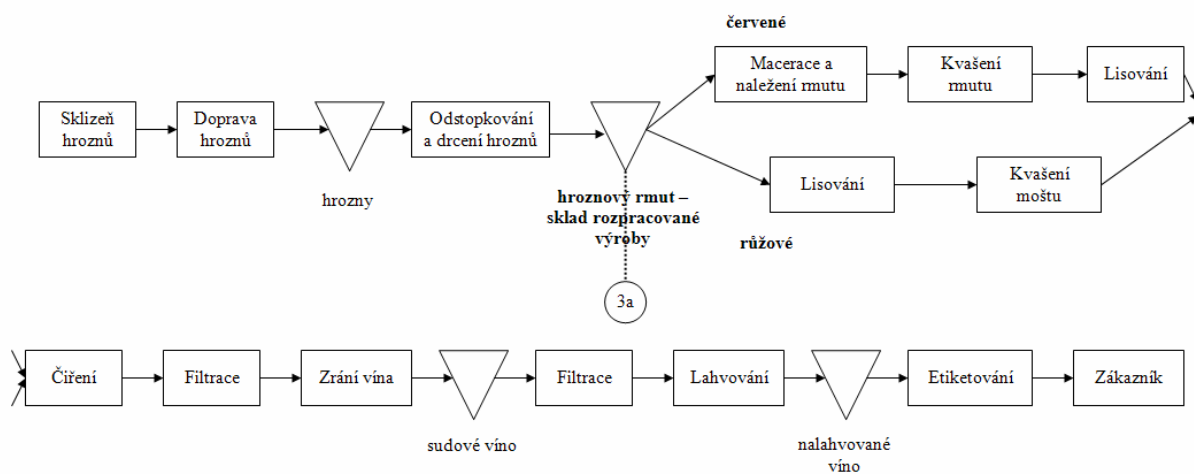 červené
Macerace a
naležení rmutu
Kvašení
rmutu
Lisování
Sklizeň
hroznů
Doprava
hroznů
hrozny
Odstopkování
a drcení hroznů
hroznový rmut –
sklad rozpracované
výroby
Lisování
Kvašení
moštu
růžové
3a
Čiření
Filtrace
Zrání vína
sudové víno
Filtrace
Lahvování
nalahvované
víno
Etiketování
Zákazník